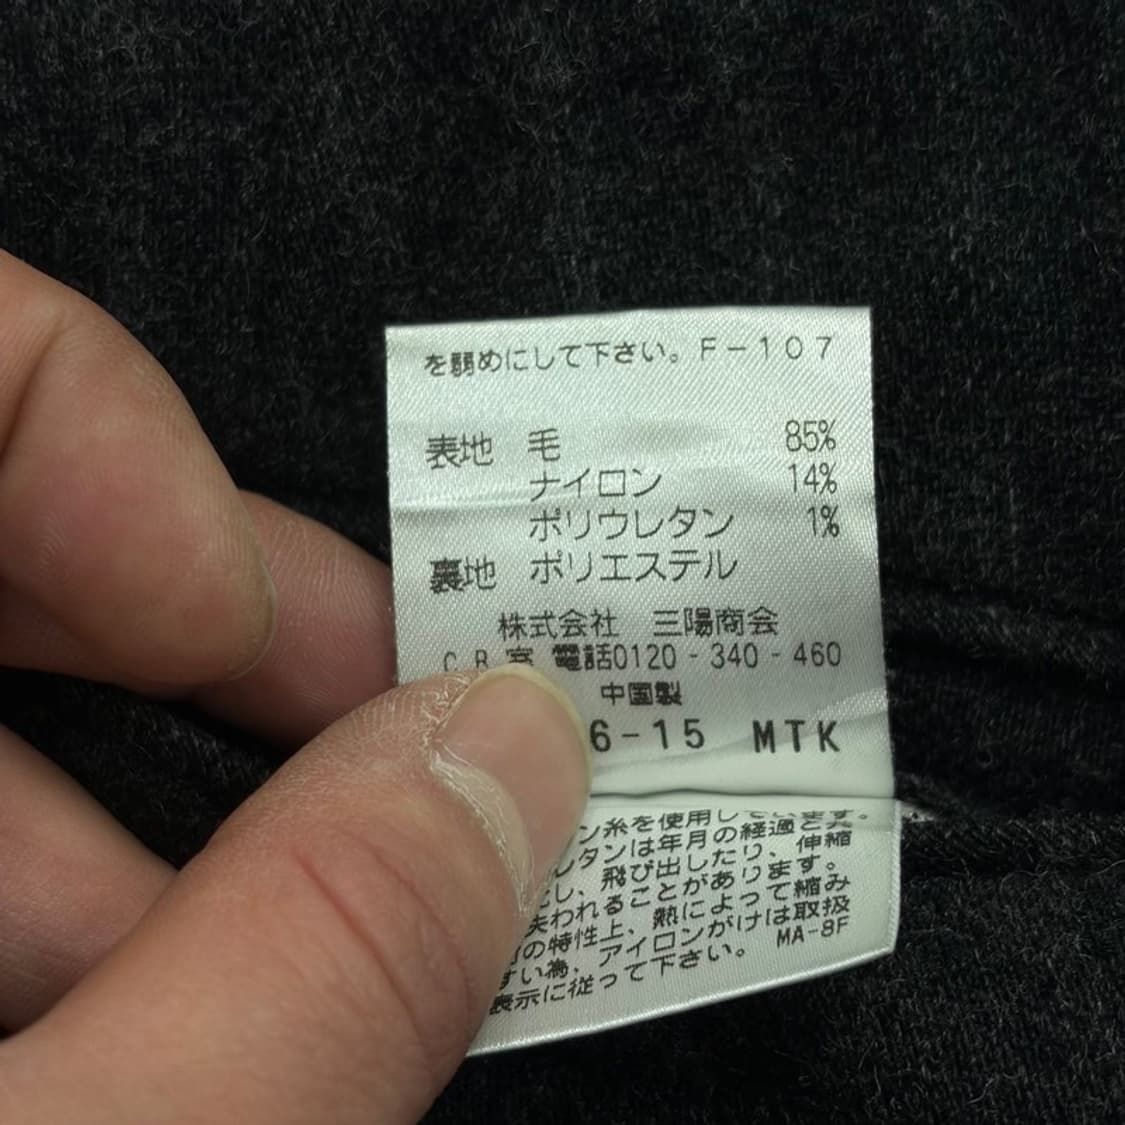 を弱めにして下さい。F-107
表地 毛 85%
ナイロン 14%
ポリウレタン 1%
裏地 ポリエステル
株式会社 三陽商会
C R室 電話0120-340-460
中国製
6-15 MTK
ン糸を使用しています。
レタンは年月の経過と共
し、飛び出したり、伸縮
失われることがあります。
の特性上、熱によって縮み
すい為、アイロンがけは取扱
表示に従って下さい。 MA-8F